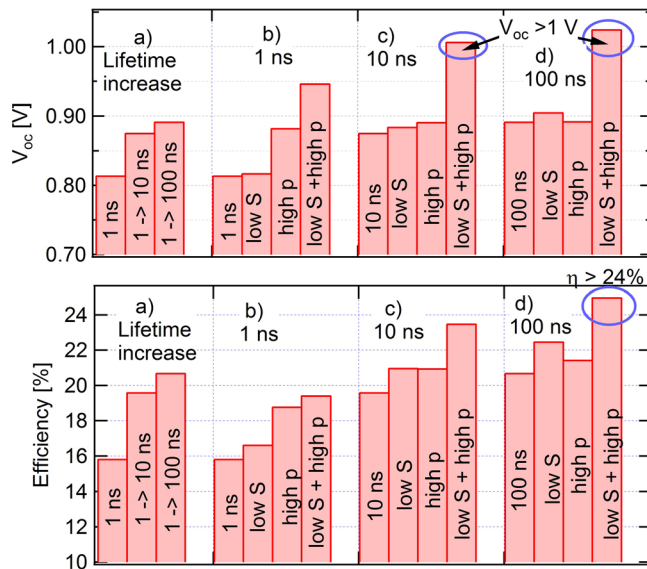 V_oc [V]
1.00
0.90
0.80
0.70
a)
Lifetime
increase
b)
1 ns
c)
10 ns
V_oc >1 V
d)
100 ns
1 ns
1 -> 10 ns
1 -> 100 ns
1 ns
low S
high p
low S +high p
10 ns
low S
high p
low S +high p
100 ns
low S
high p
low S +high p
Efficiency [%]
24
22
20
18
16
14
12
10
a)
Lifetime
increase
b)
1 ns
c)
10 ns
d)
100 ns
η > 24%
1 ns
1 -> 10 ns
1 -> 100 ns
1 ns
low S
high p
low S + high p
10 ns
low S
high p
low S + high p
100 ns
low S
high p
low S + high p